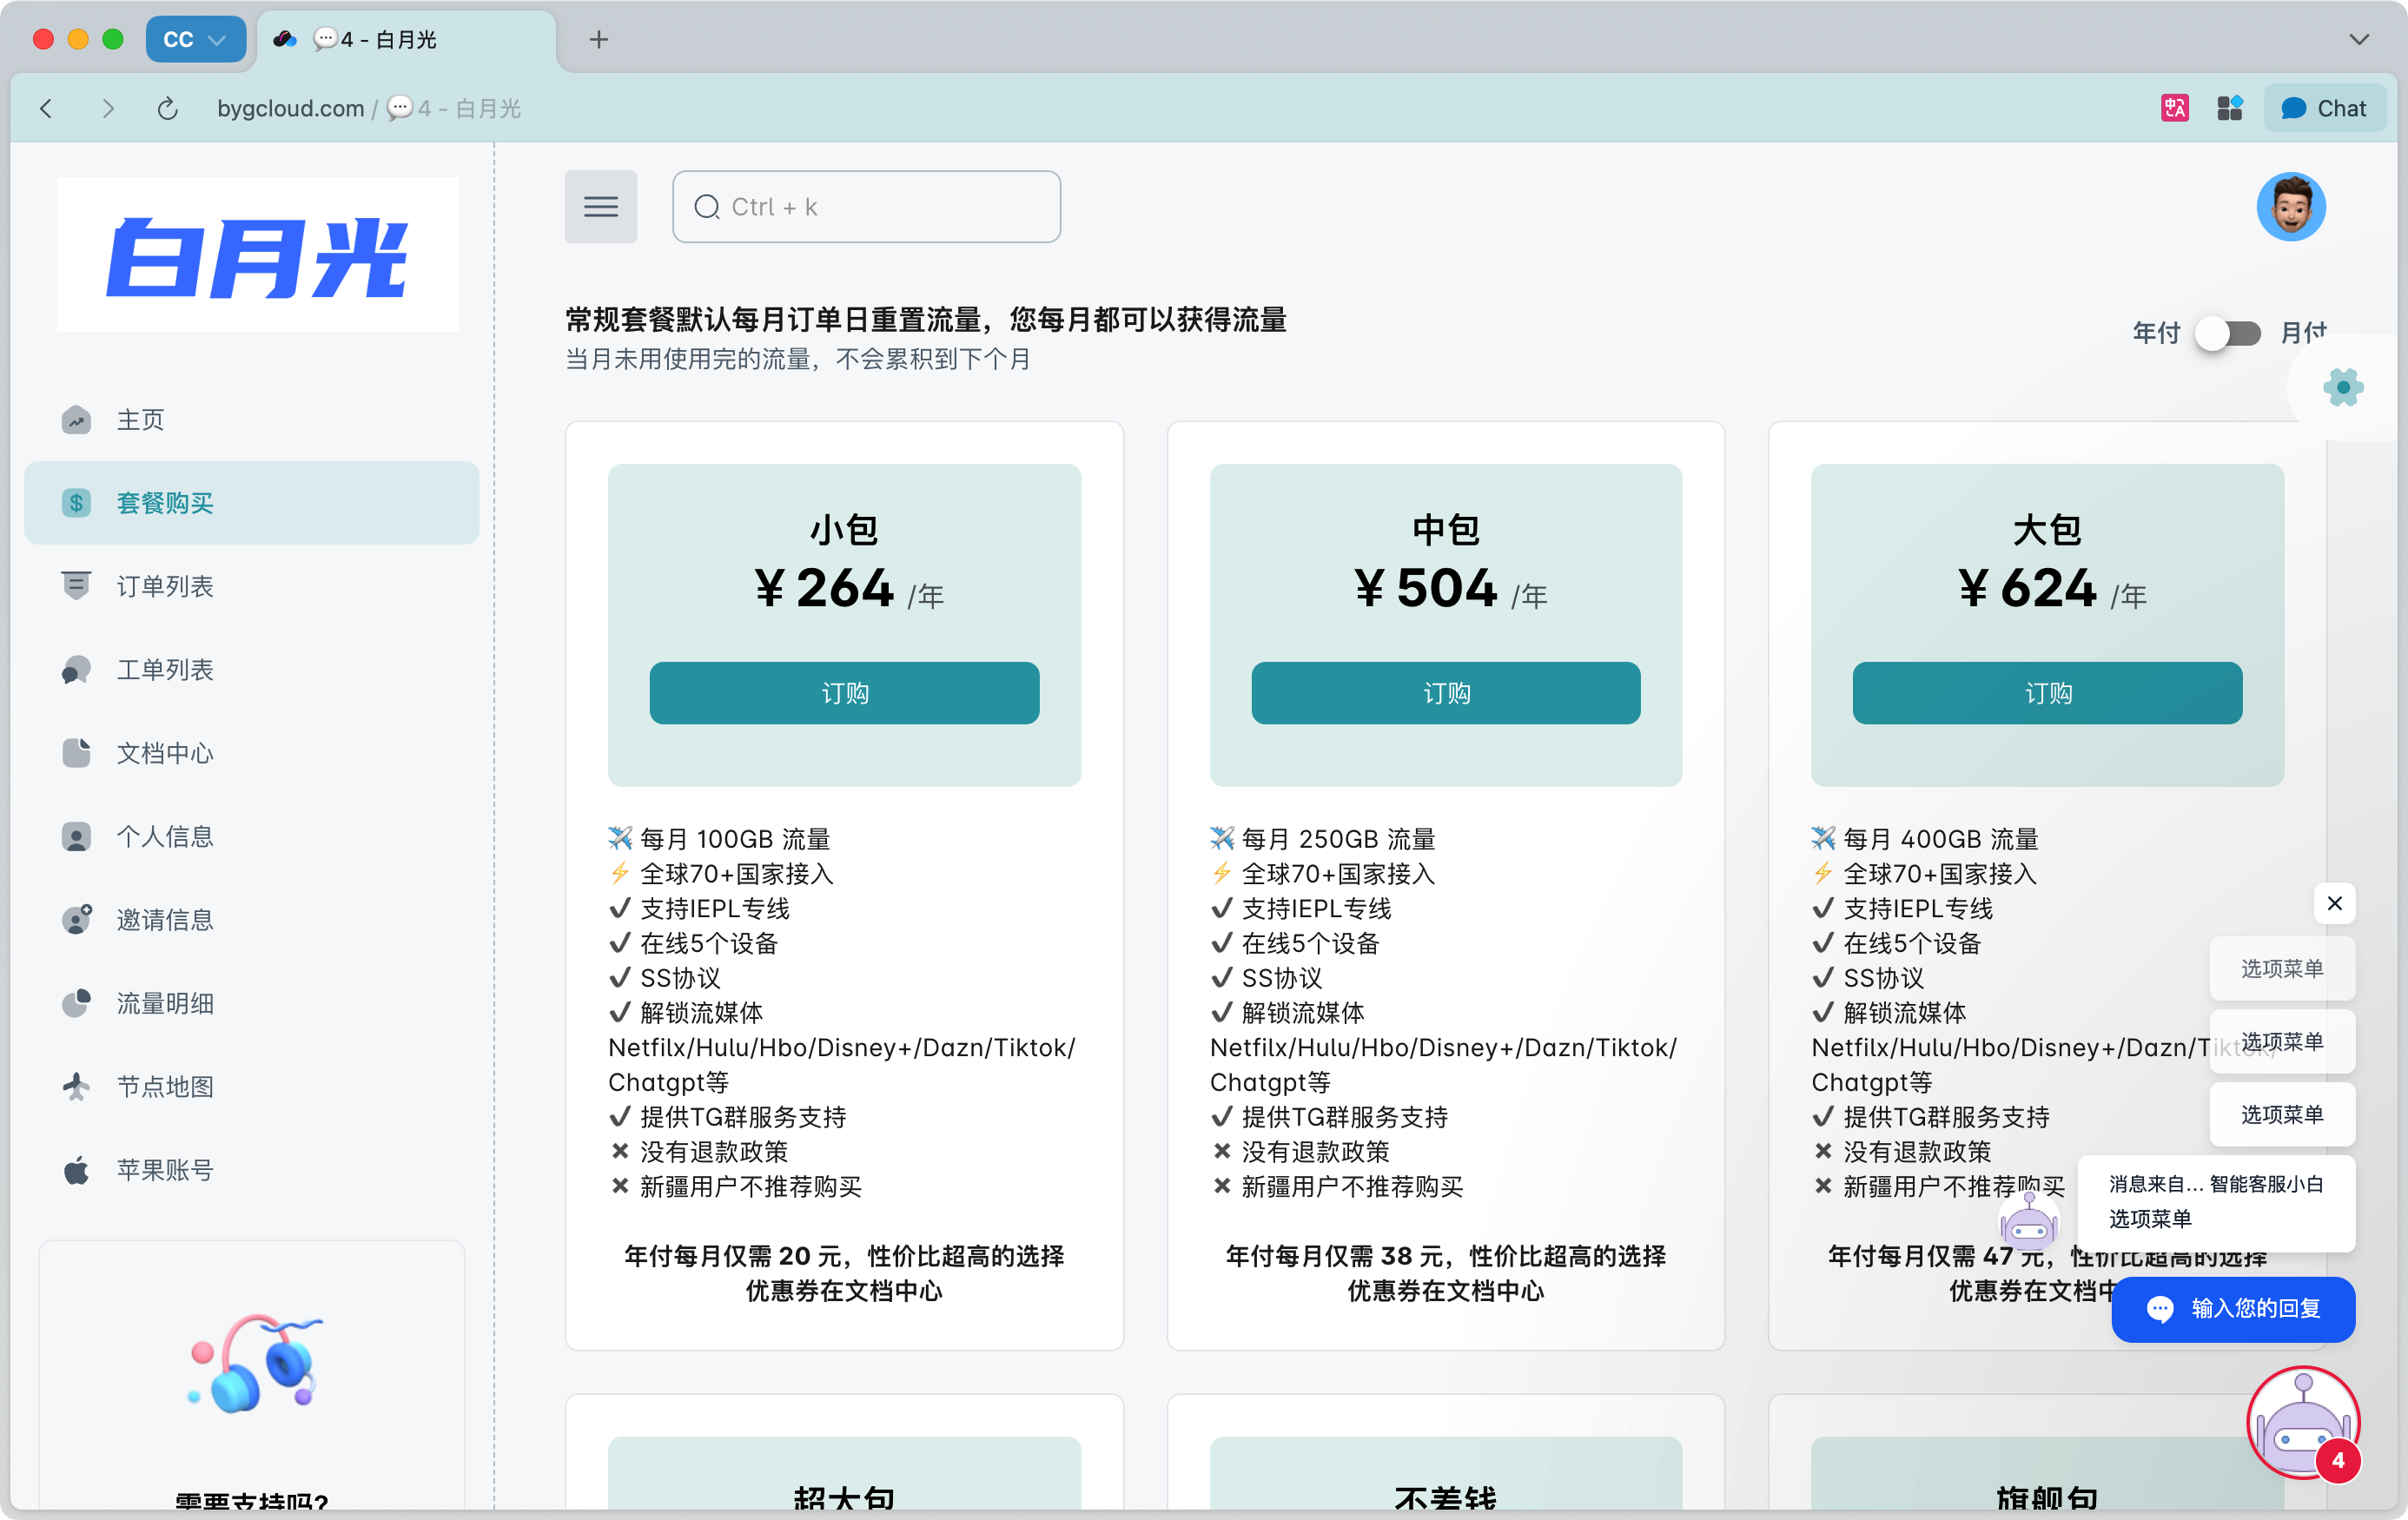 CC
💬4 - 白月光
bygcloud.com / 💬4 - 白月光
Chat
白月光
Ctrl + k
主页
套餐购买
订单列表
工单列表
文档中心
个人信息
邀请信息
流量明细
节点地图
苹果账号
需要支持吗?
常规套餐默认每月订单日重置流量，您每月都可以获得流量
当月未用使用完的流量，不会累积到下个月
年付
月付
小包
¥ 264 /年
订购
✈️ 每月 100GB 流量
⚡ 全球70+国家接入
✔ 支持IEPL专线
✔ 在线5个设备
✔ SS协议
✔ 解锁流媒体
Netfilx/Hulu/Hbo/Disney+/Dazn/Tiktok/
Chatgpt等
✔ 提供TG群服务支持
✖ 没有退款政策
✖ 新疆用户不推荐购买
年付每月仅需 20 元，性价比超高的选择
优惠券在文档中心
中包
¥ 504 /年
订购
✈️ 每月 250GB 流量
⚡ 全球70+国家接入
✔ 支持IEPL专线
✔ 在线5个设备
✔ SS协议
✔ 解锁流媒体
Netfilx/Hulu/Hbo/Disney+/Dazn/Tiktok/
Chatgpt等
✔ 提供TG群服务支持
✖ 没有退款政策
✖ 新疆用户不推荐购买
年付每月仅需 38 元，性价比超高的选择
优惠券在文档中心
大包
¥ 624 /年
订购
✈️ 每月 400GB 流量
⚡ 全球70+国家接入
✔ 支持IEPL专线
✔ 在线5个设备
✔ SS协议
✔ 解锁流媒体
Netfilx/Hulu/Hbo/Disney+/Dazn/Tiktok/
Chatgpt等
✔ 提供TG群服务支持
✖ 没有退款政策
✖ 新疆用户不推荐购买
年付每月仅需 47 元，性价比超高的选择
优惠券在文档中
超大包
不差钱
旗舰包
选项菜单
选项菜单
选项菜单
消息来自... 智能客服小白
选项菜单
输入您的回复
4